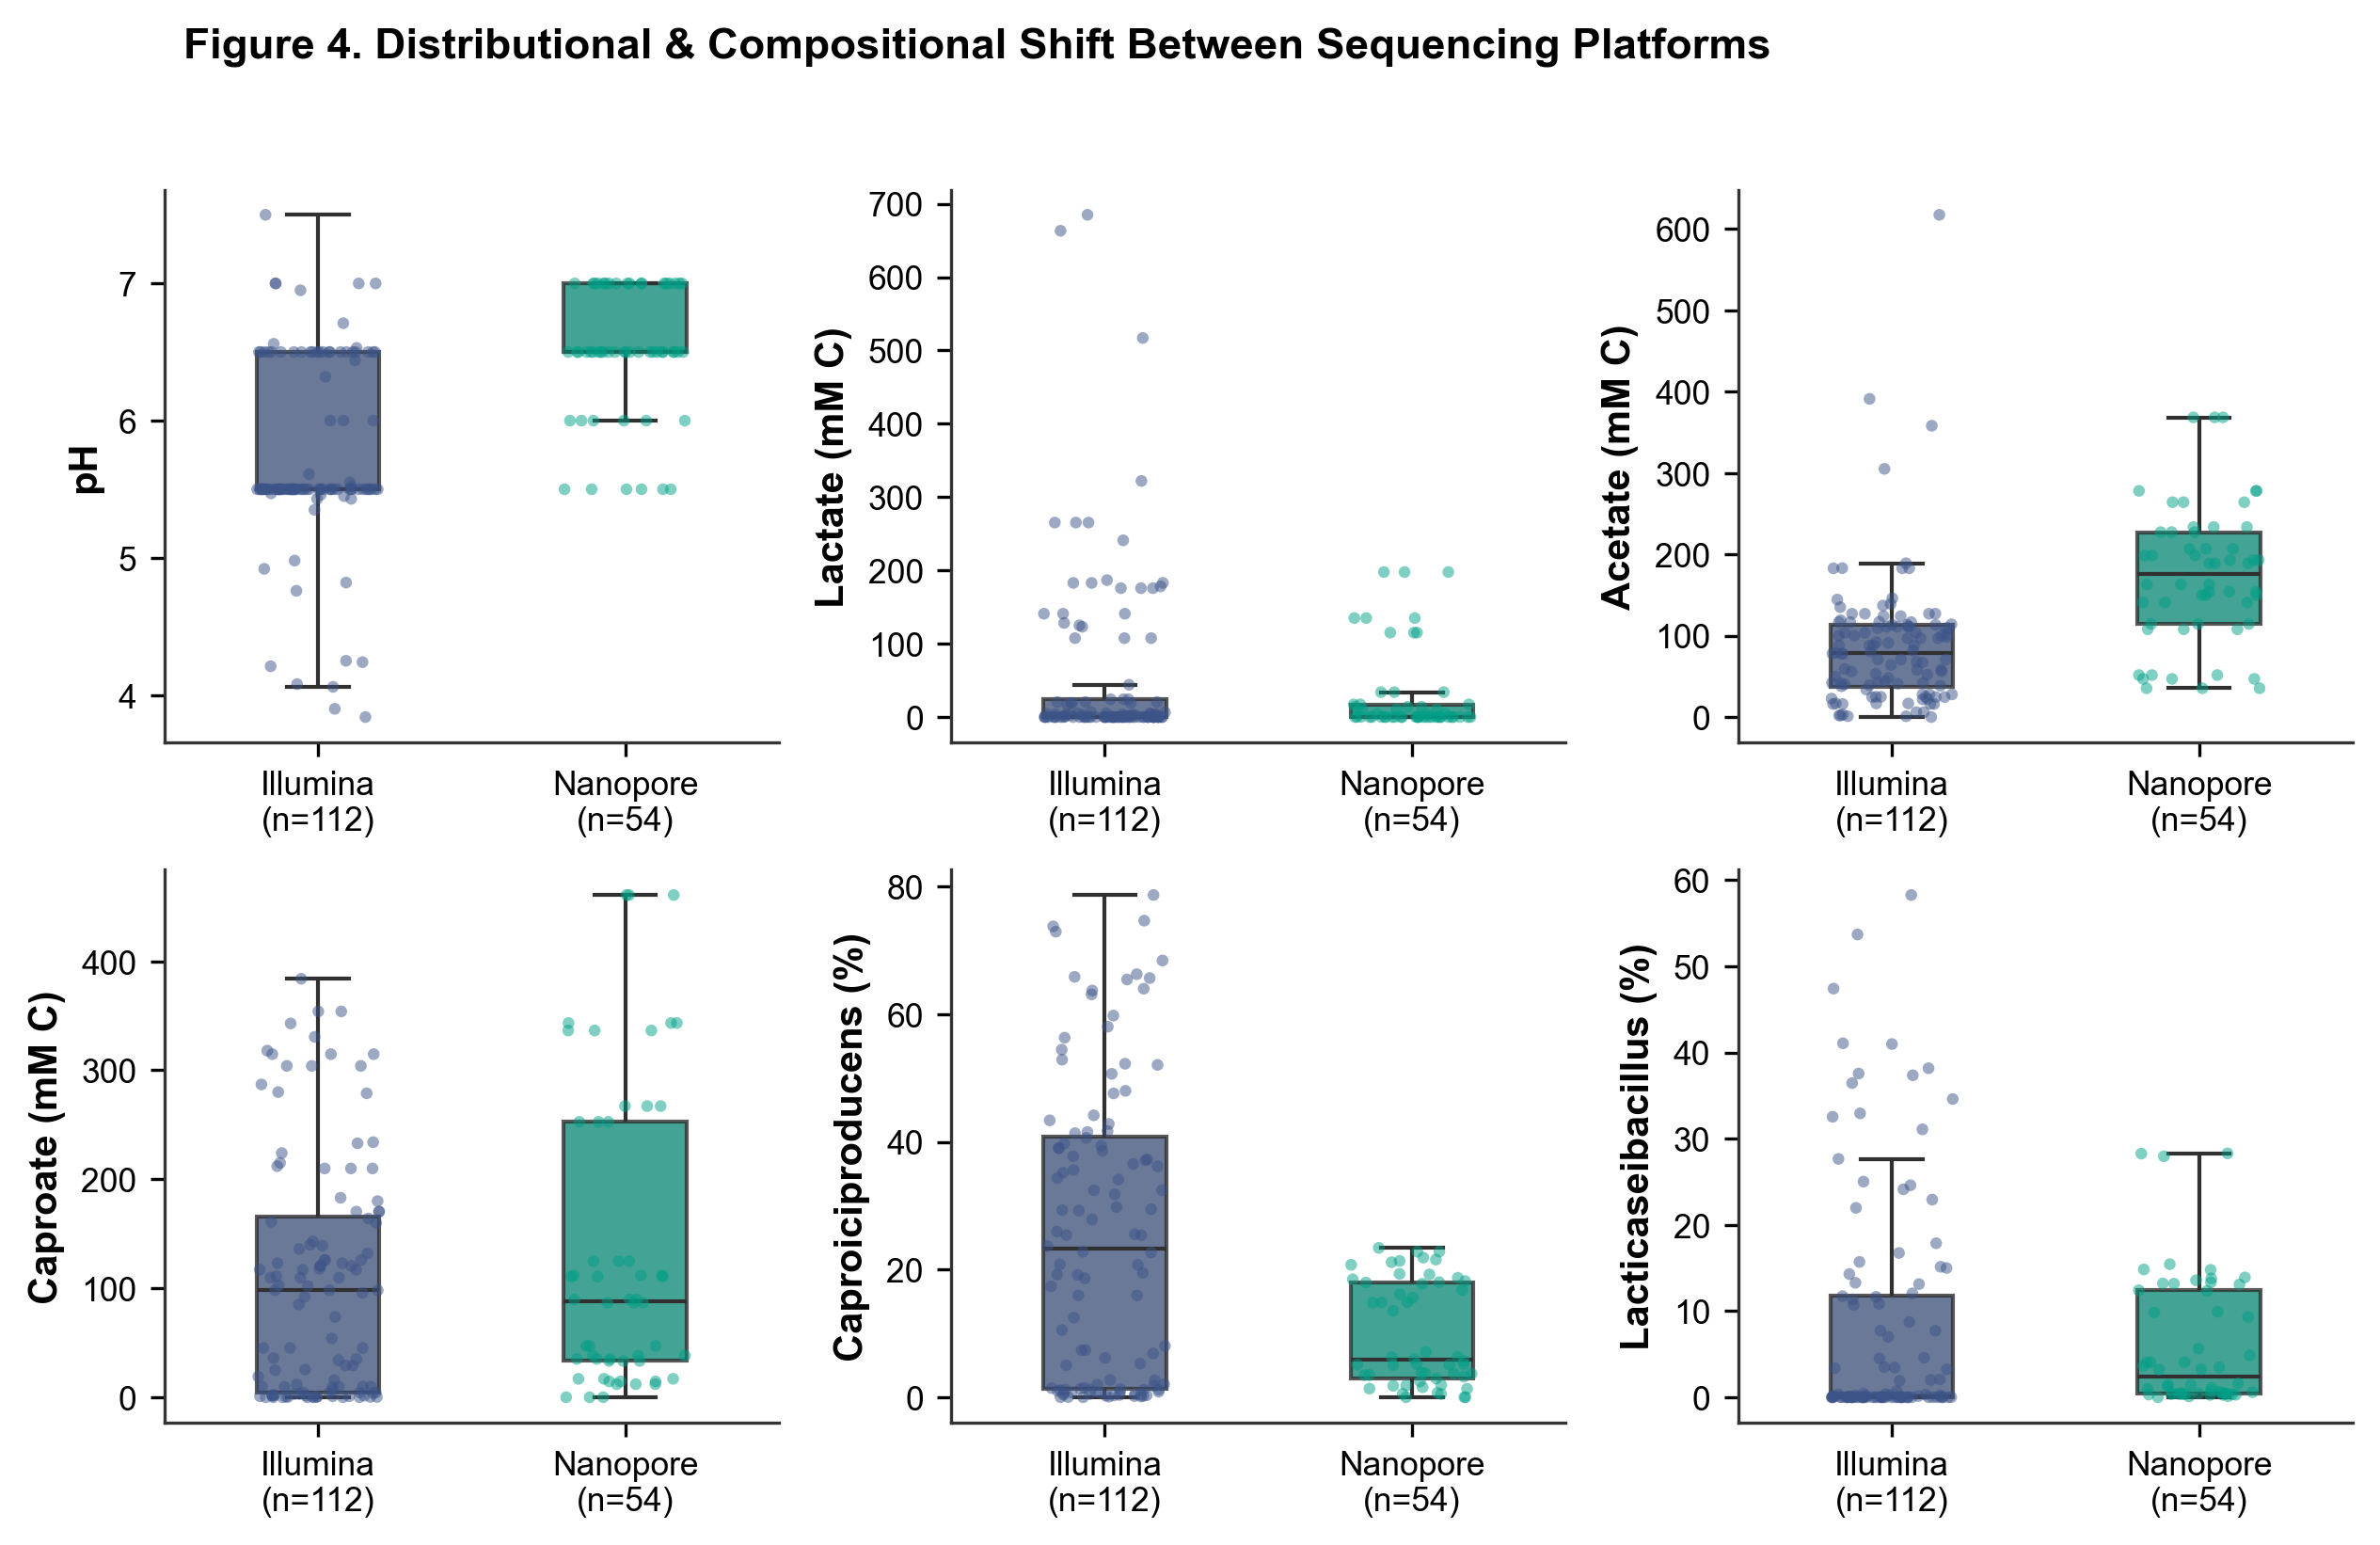 Figure 4. Distributional & Compositional Shift Between Sequencing Platforms
pH
7
6
5
4
Illumina
(n=112)
Nanopore
(n=54)
Lactate (mM C)
700
600
500
400
300
200
100
0
Illumina
(n=112)
Nanopore
(n=54)
Acetate (mM C)
600
500
400
300
200
100
0
Illumina
(n=112)
Nanopore
(n=54)
Caproate (mM C)
400
300
200
100
0
Illumina
(n=112)
Nanopore
(n=54)
Caproiciproducens (%)
80
60
40
20
0
Illumina
(n=112)
Nanopore
(n=54)
Lacticaseibacillus (%)
60
50
40
30
20
10
0
Illumina
(n=112)
Nanopore
(n=54)